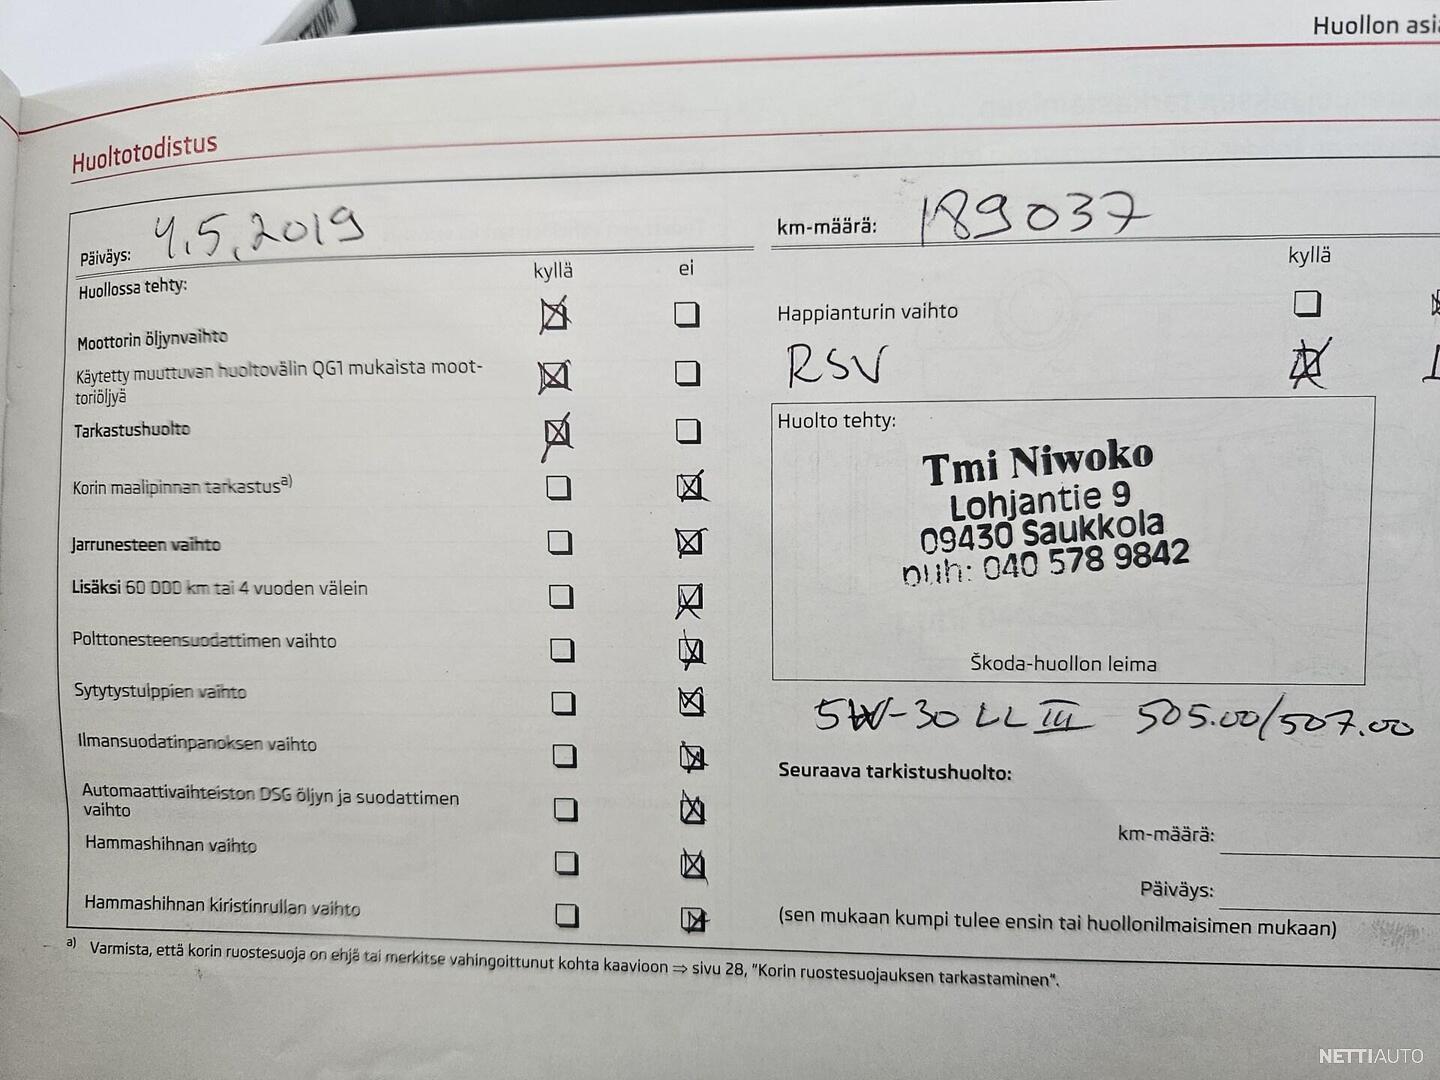 Huollon
Huoltotodistus
Päiväys: 4.5.2019
km-määrä: 189037
kyllä ei
kyllä
Huollossa tehty:
Moottorin öljynvaihto
Käytetty muuttuvan huoltovälin QG1 mukaista moot-
toriöljyä
Tarkastushuolto
Korin maalipinnan tarkastus a)
Jarrunesteen vaihto
Lisäksi 60 000 km tai 4 vuoden välein
Polttonesteensuodattimen vaihto
Sytytystulppien vaihto
Ilmansuodatinpanoksen vaihto
Automaattivaihteiston DSG öljyn ja suodattimen
vaihto
Hammashihnan vaihto
Hammashihnan kiristinrullan vaihto
Happianturin vaihto
RSV
Huolto tehty:
Tmi Niwoko
Lohjantie 9
09430 Saukkola
puh: 040 578 9842
Škoda-huollon leima
5W-30 LL III 505.00/507.00
Seuraava tarkistushuolto:
km-määrä:
Päiväys:
(sen mukaan kumpi tulee ensin tai huollonilmaisimen mukaan)
a) Varmista, että korin ruostesuoja on ehjä tai merkitse vahingoittunut kohta kaavioon ⇒ sivu 28, "Korin ruostesuojauksen tarkastaminen".
NETTIAUTO